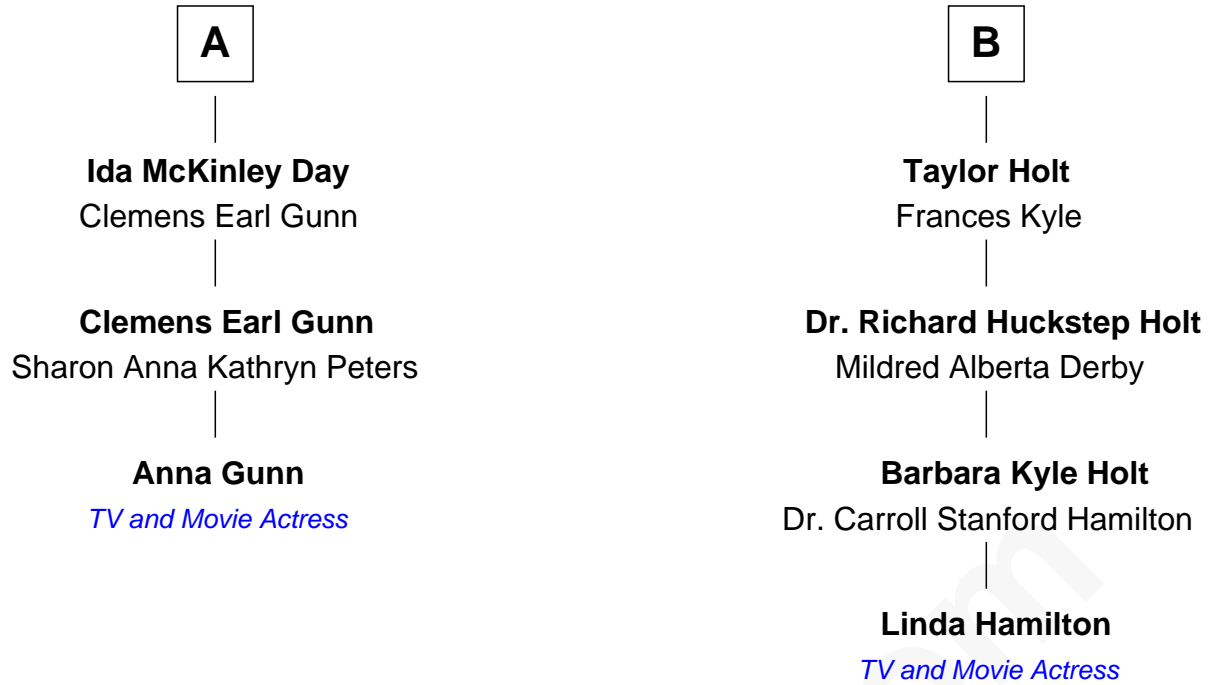 A
Ida McKinley Day
Clemens Earl Gunn
Clemens Earl Gunn
Sharon Anna Kathryn Peters
Anna Gunn
TV and Movie Actress
B
Taylor Holt
Frances Kyle
Dr. Richard Huckstep Holt
Mildred Alberta Derby
Barbara Kyle Holt
Dr. Carroll Stanford Hamilton
Linda Hamilton
TV and Movie Actress